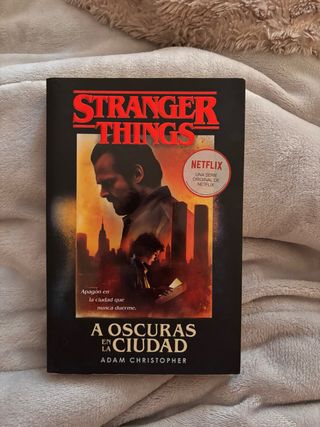 STRANGER
THINGS
NETFLIX
UNA SERIE
ORIGINAL DE
NETFLIX
Apagón en
la ciudad que
nunca duerme.
A OSCURAS
EN LA CIUDAD
ADAM CHRISTOPHER